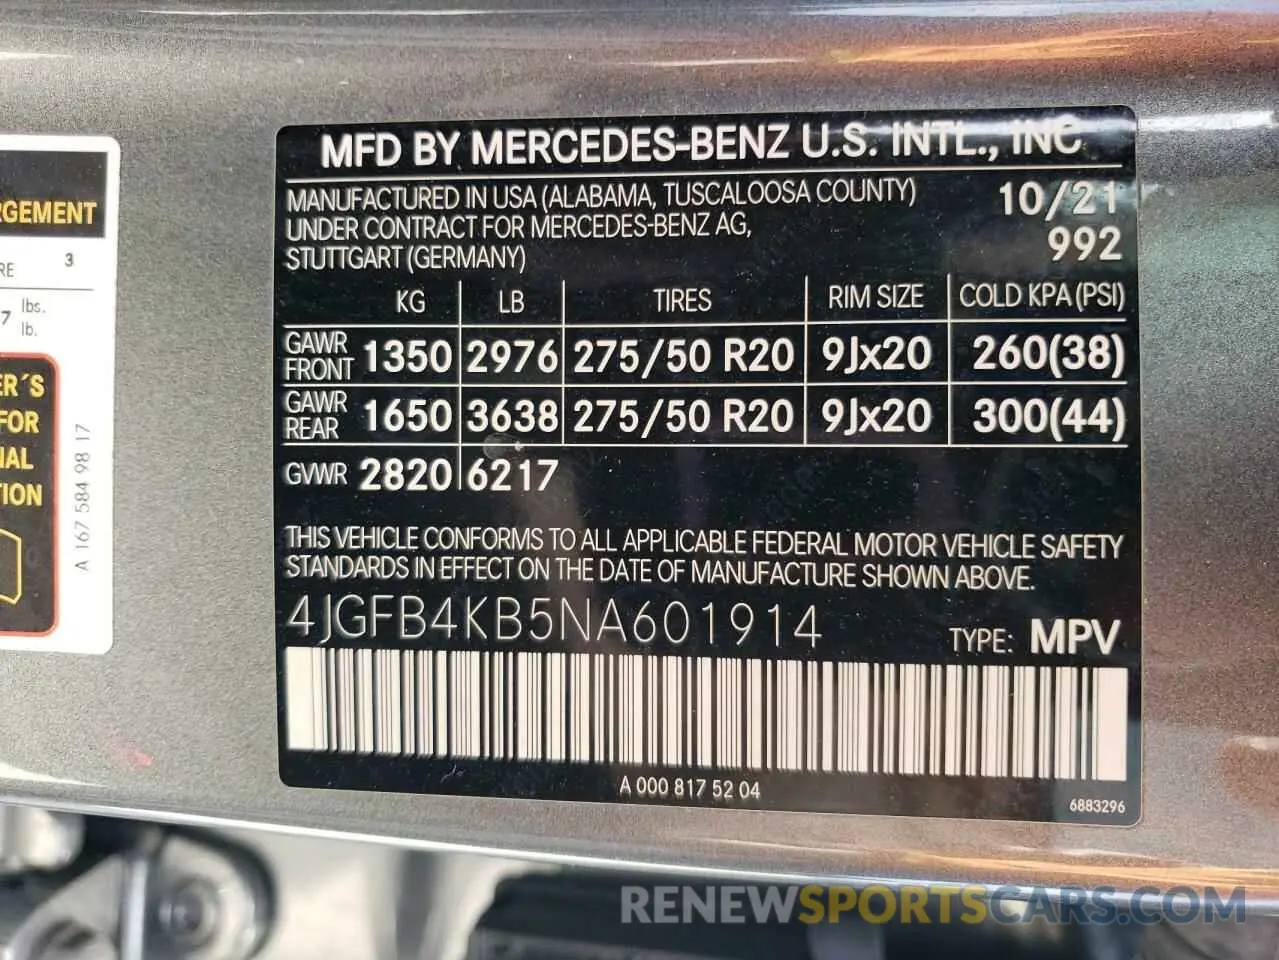 MFD BY MERCEDES-BENZ U.S. INTL., INC
MANUFACTURED IN USA (ALABAMA, TUSCALOOSA COUNTY) 10/21
UNDER CONTRACT FOR MERCEDES-BENZ AG, 992
STUTTGART (GERMANY)
KG LB TIRES RIM SIZE COLD KPA (PSI)
GAWR FRONT 1350 2976 275/50 R20 9Jx20 260(38)
GAWR REAR 1650 3638 275/50 R20 9Jx20 300(44)
GVWR 2820 6217
THIS VEHICLE CONFORMS TO ALL APPLICABLE FEDERAL MOTOR VEHICLE SAFETY
STANDARDS IN EFFECT ON THE DATE OF MANUFACTURE SHOWN ABOVE.
4JGFB4KB5NA601914 TYPE: MPV
A 000 817 52 04
6883296
RGEMENT
RE 3
7 lbs.
lb.
ER´S
FOR
NAL
TION
A 167 584 98 17
RENEWSPORTSCARS.COM